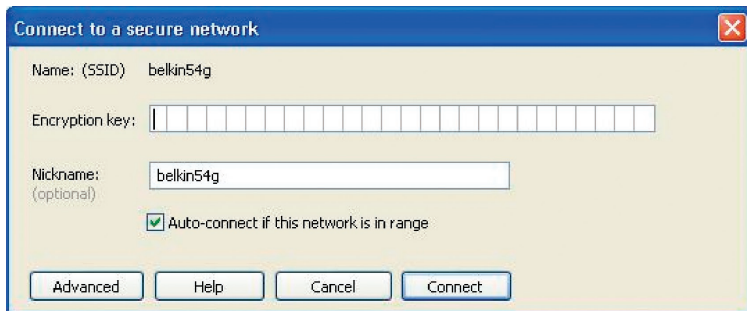 Connect to a secure network
Name: (SSID) belkin54g
Encryption key:
Nickname: belkin54g
(optional)
Auto-connect if this network is in range
Advanced Help Cancel Connect